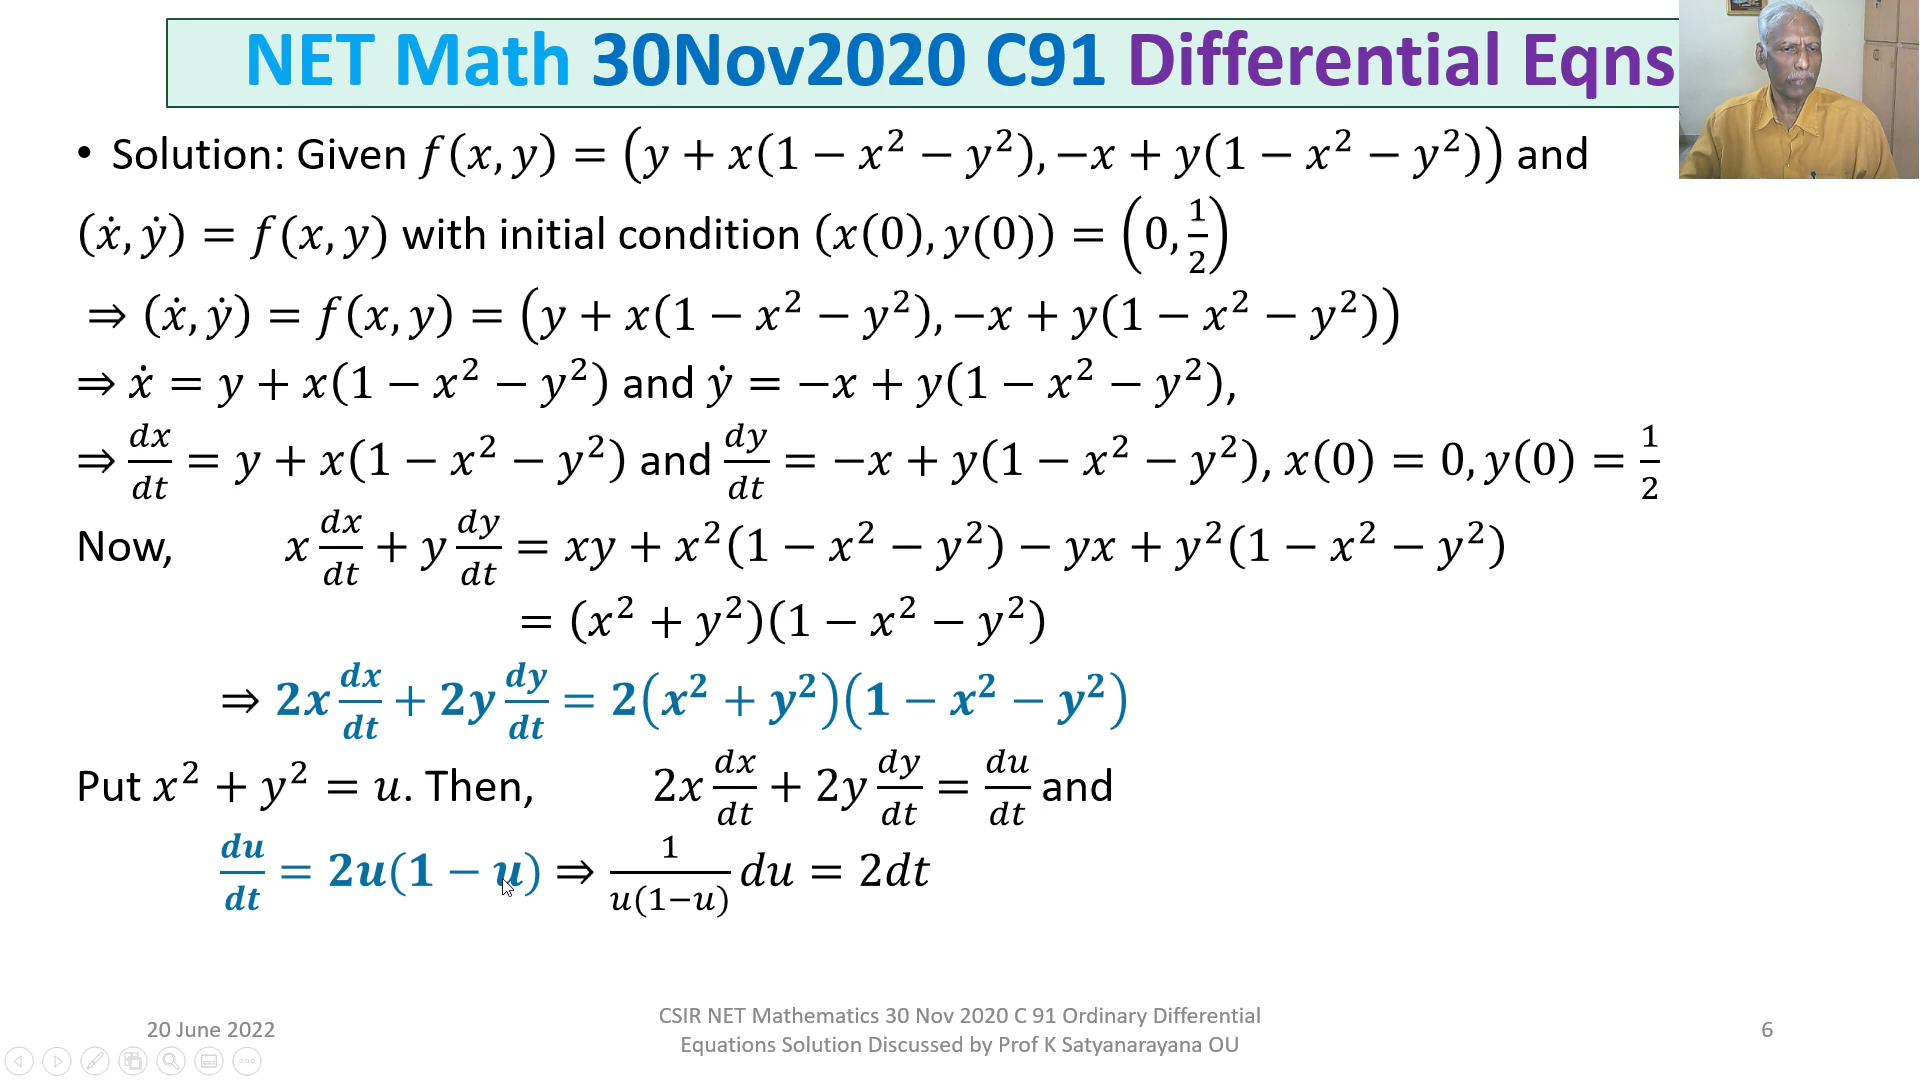 NET Math 30Nov2020 C91 Differential Eqns
• Solution: Given f(x, y) = (y + x(1 − x² − y²), −x + y(1 − x² − y²)) and
(ẋ, ẏ) = f(x, y) with initial condition (x(0), y(0)) = (0, 1/2)
⇒ (ẋ, ẏ) = f(x, y) = (y + x(1 − x² − y²), −x + y(1 − x² − y²))
⇒ ẋ = y + x(1 − x² − y²) and ẏ = −x + y(1 − x² − y²),
⇒ dx/dt = y + x(1 − x² − y²) and dy/dt = −x + y(1 − x² − y²), x(0) = 0, y(0) = 1/2
Now, x dx/dt + y dy/dt = xy + x²(1 − x² − y²) − yx + y²(1 − x² − y²)
= (x² + y²)(1 − x² − y²)
⇒ 2x dx/dt + 2y dy/dt = 2(x² + y²)(1 − x² − y²)
Put x² + y² = u. Then, 2x dx/dt + 2y dy/dt = du/dt and
du/dt = 2u(1 − u) ⇒ 1/(u(1−u)) du = 2dt
20 June 2022
CSIR NET Mathematics 30 Nov 2020 C 91 Ordinary Differential
Equations Solution Discussed by Prof K Satyanarayana OU
6